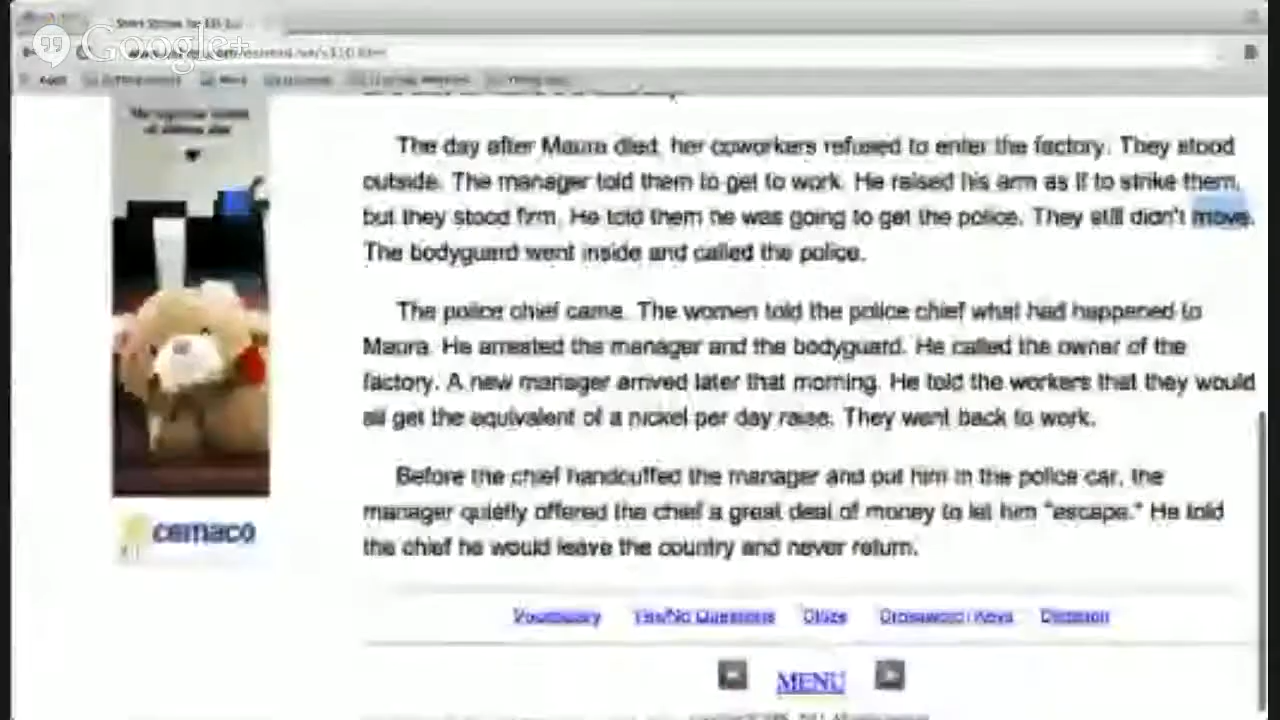 Google+
The day after Maura died, her coworkers refused to enter the factory. They stood
outside. The manager told them to get to work. He raised his arm as if to strike them,
but they stood firm. He told them he was going to get the police. They still didn't move.
The bodyguard went inside and called the police.
The police chief came. The women told the police chief what had happened to
Maura. He arrested the manager and the bodyguard. He called the owner of the
factory. A new manager arrived later that morning. He told the workers that they would
all get the equivalent of a nickel per day raise. They went back to work.
Before the chief handcuffed the manager and put him in the police car, the
manager quietly offered the chief a great deal of money to let him "escape." He told
the chief he would leave the country and never return.
cemaco
Vocabulary Yes/No Questions Cloze Crossword / Keys Dictation
MENU